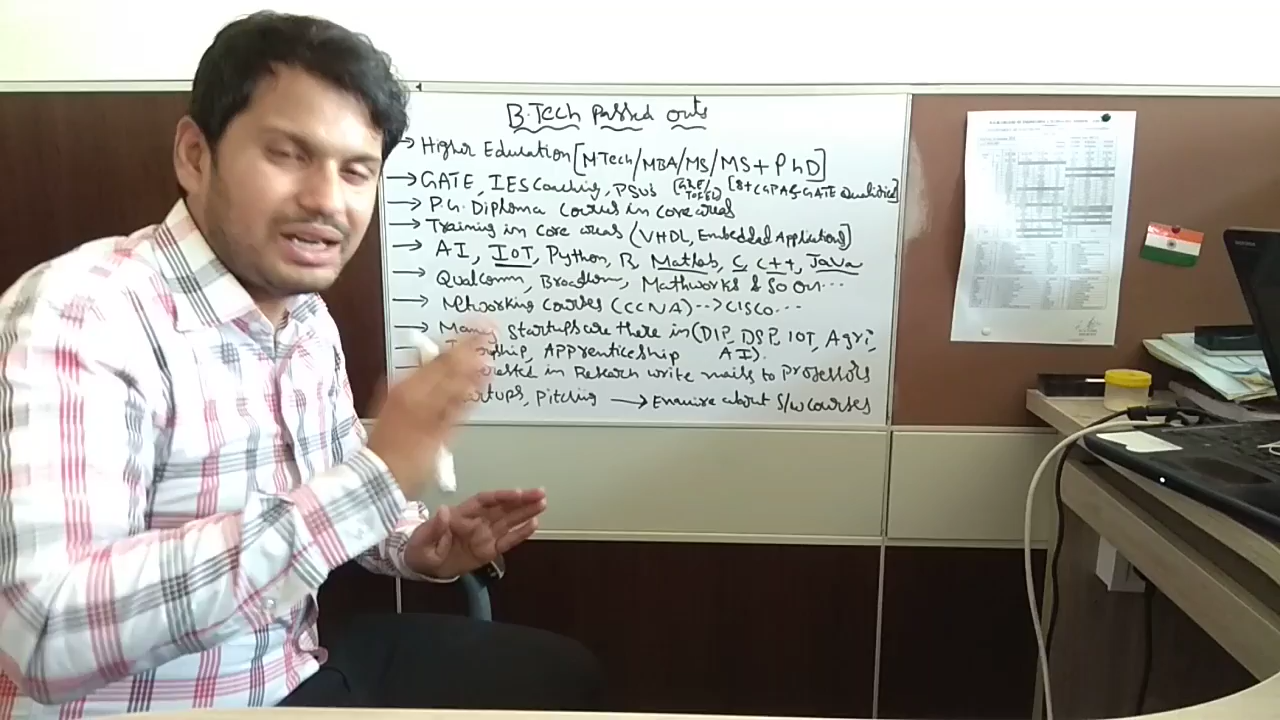 B.Tech Passed outs
→ Higher Education [MTech/MBA/MS/MS+PhD]
→ GATE, IES Coaching, PSUs [GRE/TOEFL] [8+CGPA & GATE Qualified]
→ P.G. Diploma Courses in Core areas
→ Training in Core areas (VHDL, Embedded Applications]
→ AI, IOT, Python, R, Matlab, C, C++, Java
→ Qualcomm, Broadcom, Mathworks & So On...
→ Networking Courses (CCNA) --> CISCO...
→ Many Startups are there in (DIP, DSP, IOT, Agri,
Apprenticeship AI).
in Research write mails to professors
Pitching → Enquire about S/w Courses